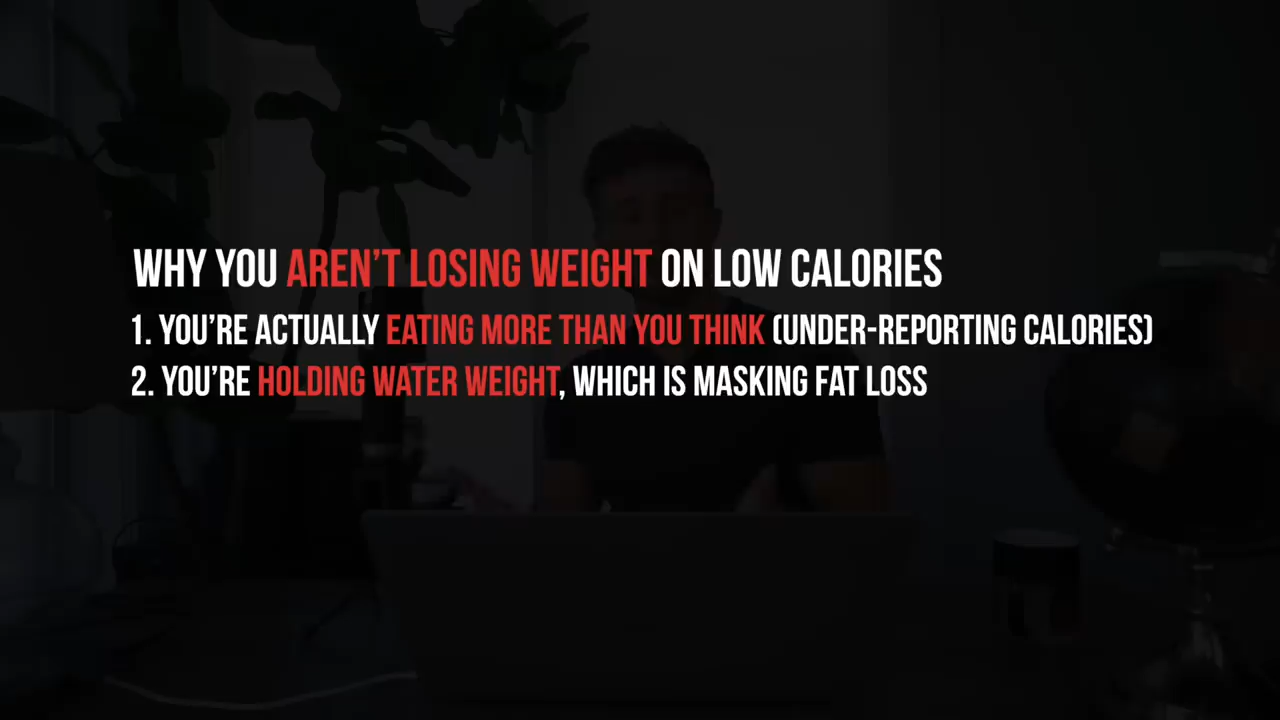 WHY YOU AREN'T LOSING WEIGHT ON LOW CALORIES
1. YOU'RE ACTUALLY EATING MORE THAN YOU THINK (UNDER-REPORTING CALORIES)
2. YOU'RE HOLDING WATER WEIGHT, WHICH IS MASKING FAT LOSS